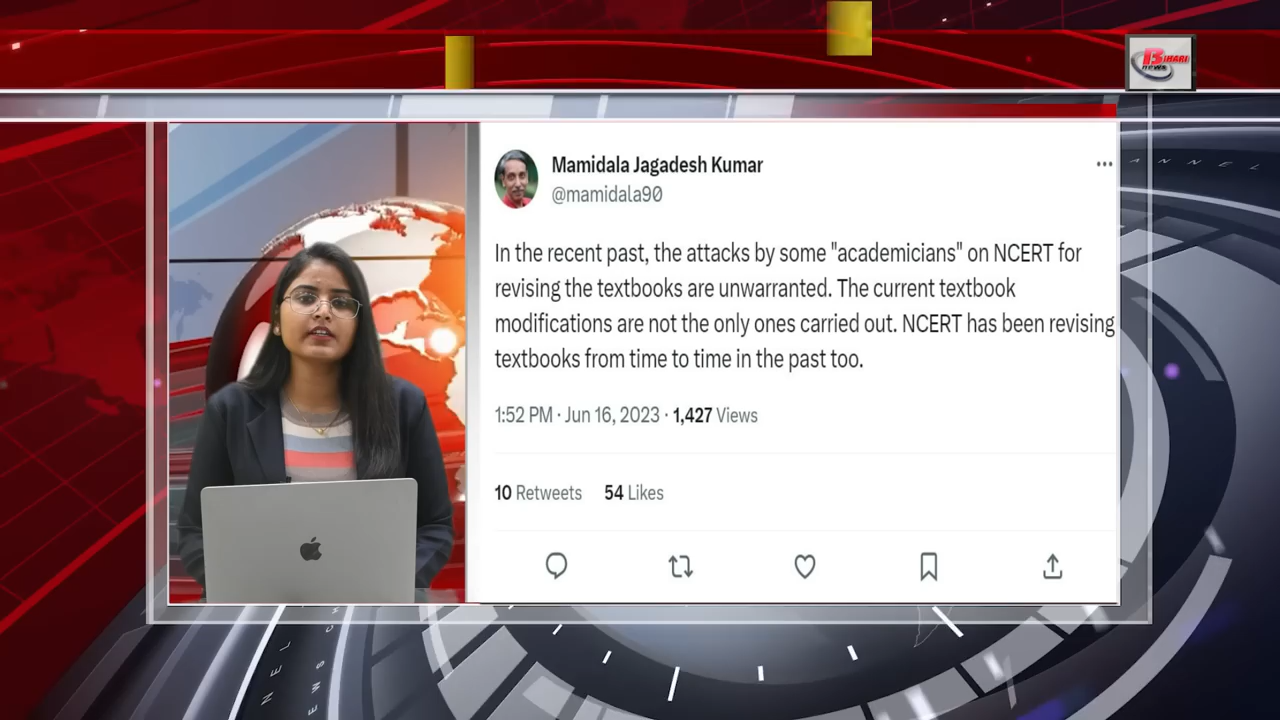 BIHARI
news
Mamidala Jagadesh Kumar
@mamidala90
In the recent past, the attacks by some "academicians" on NCERT for
revising the textbooks are unwarranted. The current textbook
modifications are not the only ones carried out. NCERT has been revising
textbooks from time to time in the past too.
1:52 PM · Jun 16, 2023 · 1,427 Views
10 Retweets 54 Likes